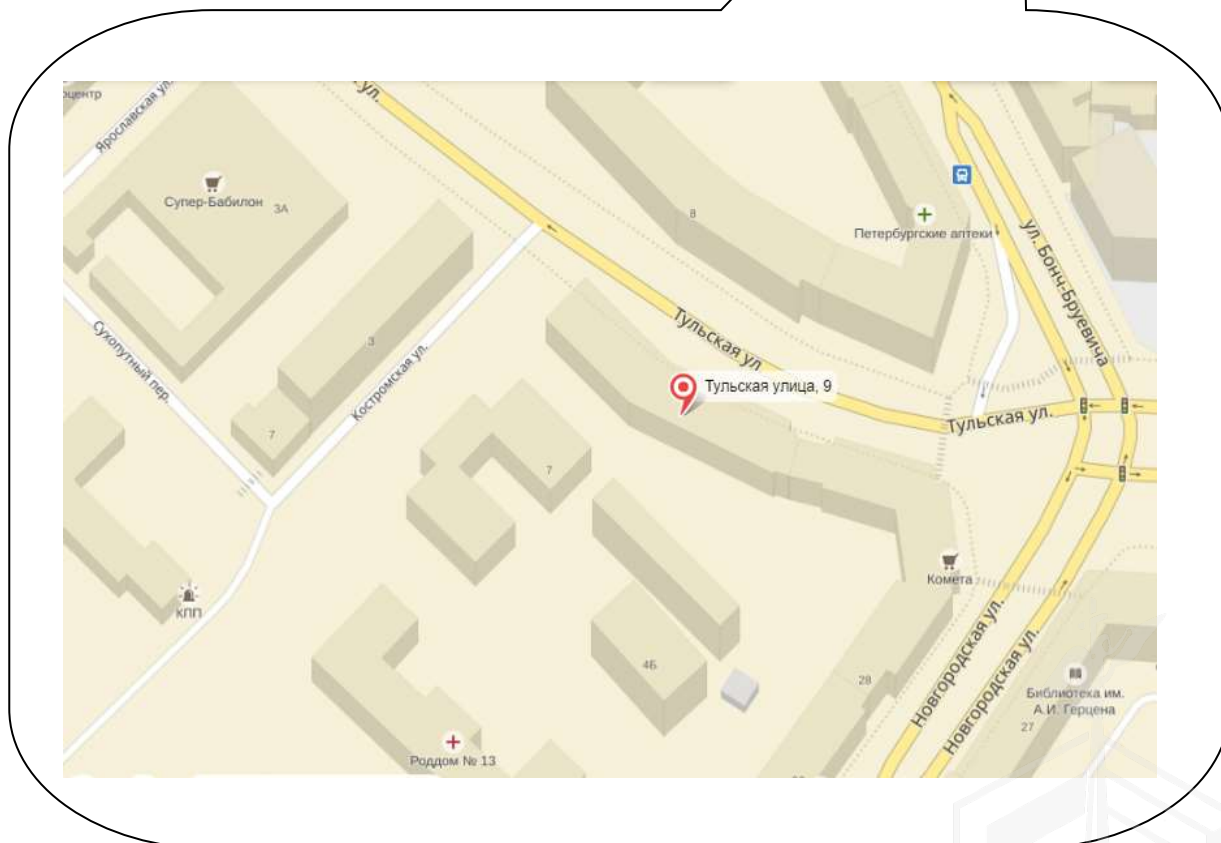 Ярославская ул.
ул.
Супер-Бабилон
3А
8
Петербургские аптеки
ул. Бонч-Бруевича
Сухопутный пер.
3
Костромская ул.
Тульская ул.
Тульская улица, 9
Тульская ул.
7
7
Комета
КПП
Новгородская ул.
Новгородская ул.
4Б
28
Библиотека им.
А.И. Герцена
27
Роддом № 13